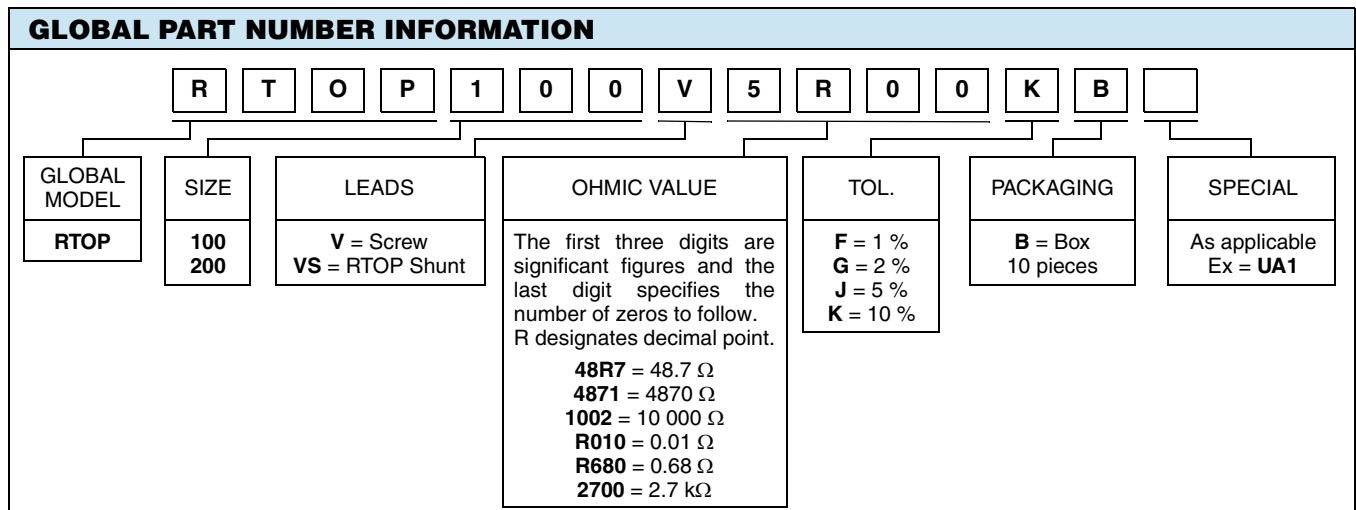 GLOBAL PART NUMBER INFORMATION
R T O P 1 0 0 V 5 R 0 0 K B
GLOBAL
MODEL
RTOP
SIZE
100
200
LEADS
V = Screw
VS = RTOP Shunt
OHMIC VALUE
The first three digits are
significant figures and the
last digit specifies the
number of zeros to follow.
R designates decimal point.
48R7 = 48.7 Ω
4871 = 4870 Ω
1002 = 10 000 Ω
R010 = 0.01 Ω
R680 = 0.68 Ω
2700 = 2.7 kΩ
TOL.
F = 1 %
G = 2 %
J = 5 %
K = 10 %
PACKAGING
B = Box
10 pieces
SPECIAL
As applicable
Ex = UA1